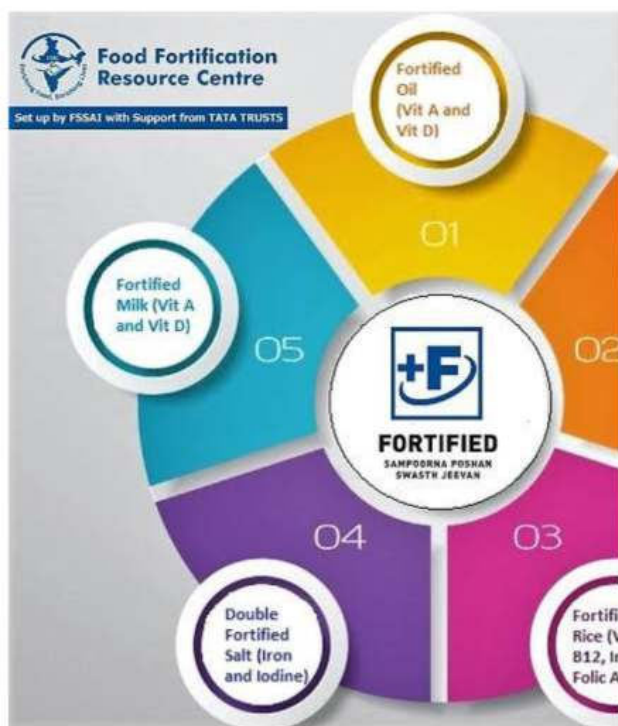 Food Fortification
Resource Centre
Set up by FSSAI with Support from TATA TRUSTS
Fortified
Oil
(Vit A and
Vit D)
01
02
Fortified
Milk (Vit A
and Vit D)
05
+F
FORTIFIED
SAMPOORNA POSHAN
SWASTH JEEVAN
04
03
Double
Fortified
Salt (Iron
and Iodine)
Rice
B12,
Folic